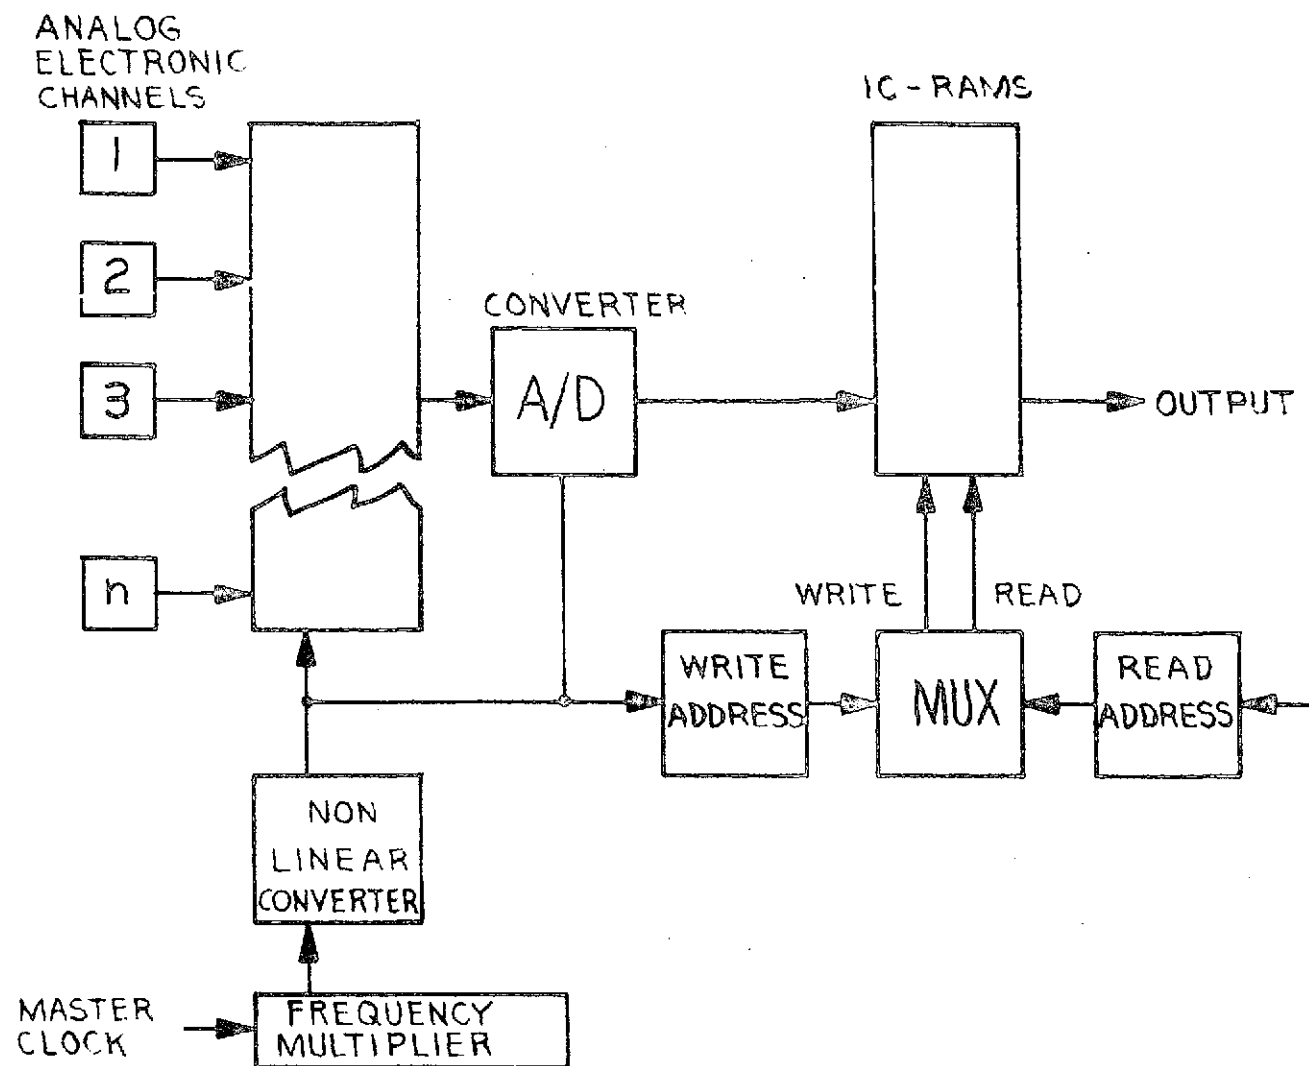 ANALOG
ELECTRONIC
CHANNELS
IC-RAMS
1
2
CONVERTER
3
A/D
OUTPUT
n
WRITE
READ
WRITE
ADDRESS
MUX
READ
ADDRESS
NON
LINEAR
CONVERTER
MASTER
CLOCK
FREQUENCY
MULTIPLIER